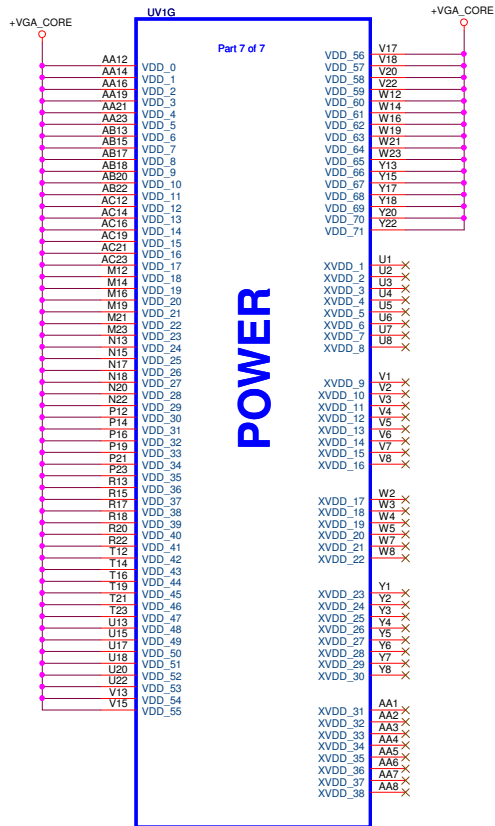 UV1G
+VGA_CORE
Part 7 of 7
POWER
AA12 VDD_0
AA14 VDD_1
AA16 VDD_2
AA19 VDD_3
AA21 VDD_4
AA23 VDD_5
AB13 VDD_6
AB15 VDD_7
AB17 VDD_8
AB18 VDD_9
AB20 VDD_10
AB22 VDD_11
AC12 VDD_12
AC14 VDD_13
AC16 VDD_14
AC19 VDD_15
AC21 VDD_16
AC23 VDD_17
M12 VDD_18
M14 VDD_19
M16 VDD_20
M19 VDD_21
M21 VDD_22
M23 VDD_23
N13 VDD_24
N15 VDD_25
N17 VDD_26
N18 VDD_27
N20 VDD_28
N22 VDD_29
P12 VDD_30
P14 VDD_31
P16 VDD_32
P19 VDD_33
P21 VDD_34
P23 VDD_35
R13 VDD_36
R15 VDD_37
R17 VDD_38
R18 VDD_39
R20 VDD_40
R22 VDD_41
T12 VDD_42
T14 VDD_43
T16 VDD_44
T19 VDD_45
T21 VDD_46
T23 VDD_47
U13 VDD_48
U15 VDD_49
U17 VDD_50
U18 VDD_51
U20 VDD_52
U22 VDD_53
V13 VDD_54
V15 VDD_55
+VGA_CORE
VDD_56 V17
VDD_57 V18
VDD_58 V20
VDD_59 V22
VDD_60 W12
VDD_61 W14
VDD_62 W16
VDD_63 W19
VDD_64 W21
VDD_65 W23
VDD_66 Y13
VDD_67 Y15
VDD_68 Y17
VDD_69 Y18
VDD_70 Y20
VDD_71 Y22
XVDD_1 U1
XVDD_2 U2
XVDD_3 U3
XVDD_4 U4
XVDD_5 U5
XVDD_6 U6
XVDD_7 U7
XVDD_8 U8
XVDD_9 V1
XVDD_10 V2
XVDD_11 V3
XVDD_12 V4
XVDD_13 V5
XVDD_14 V6
XVDD_15 V7
XVDD_16 V8
XVDD_17 W2
XVDD_18 W3
XVDD_19 W4
XVDD_20 W5
XVDD_21 W7
XVDD_22 W8
XVDD_23 Y1
XVDD_24 Y2
XVDD_25 Y3
XVDD_26 Y4
XVDD_27 Y5
XVDD_28 Y6
XVDD_29 Y7
XVDD_30 Y8
XVDD_31 AA1
XVDD_32 AA2
XVDD_33 AA3
XVDD_34 AA4
XVDD_35 AA5
XVDD_36 AA6
XVDD_37 AA7
XVDD_38 AA8